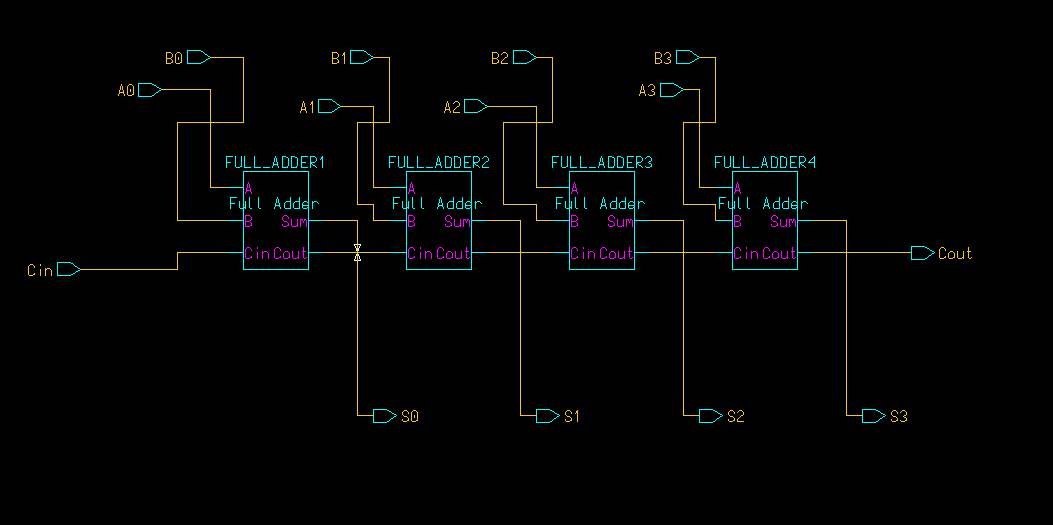 B0 B1 B2 B3
A0 A3
A1 A2
FULL_ADDER1 FULL_ADDER2 FULL_ADDER3 FULL_ADDER4
A A A A
Full Adder Full Adder Full Adder Full Adder
B Sum B Sum B Sum B Sum
Cin Cout Cin Cout Cin Cout Cin Cout Cout
Cin
S0 S1 S2 S3